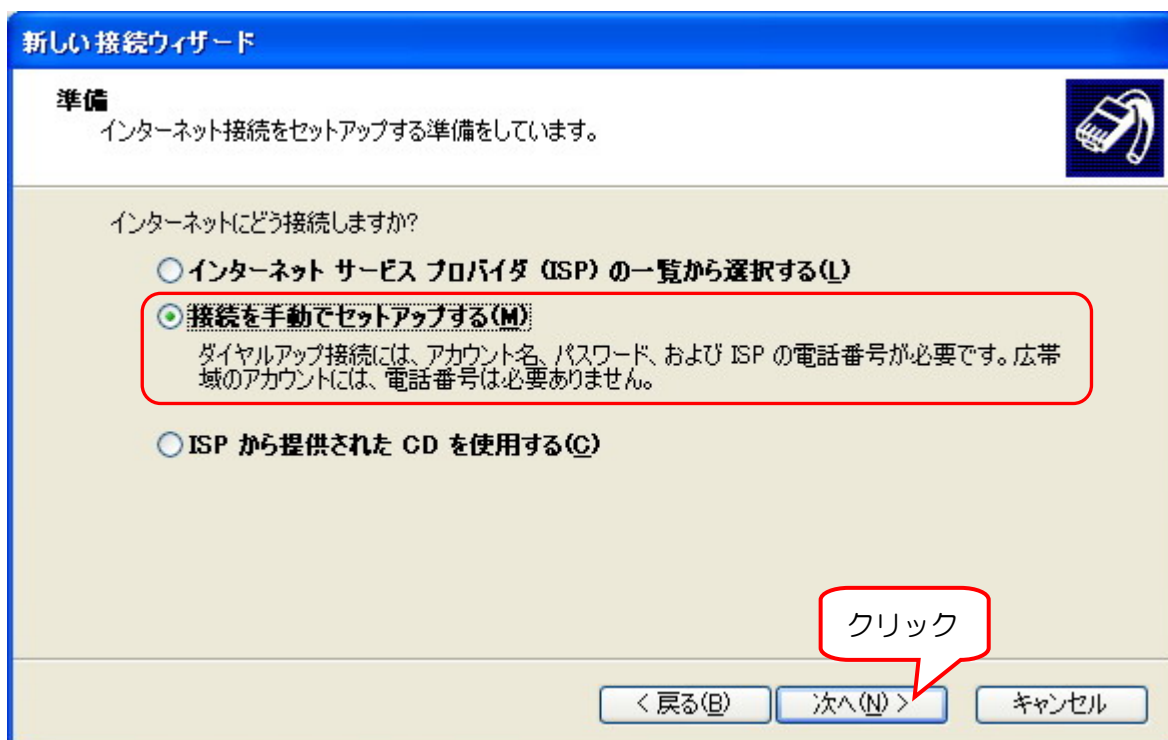 新しい接続ウィザード
準備
インターネット接続をセットアップする準備をしています。
インターネットにどう接続しますか?
インターネット サービス プロバイダ (ISP) の一覧から選択する(L)
接続を手動でセットアップする(M)
ダイヤルアップ接続には、アカウント名、パスワード、および ISP の電話番号が必要です。広帯
域のアカウントには、電話番号は必要ありません。
ISP から提供された CD を使用する(C)
クリック
< 戻る(B) 次へ(N) > キャンセル